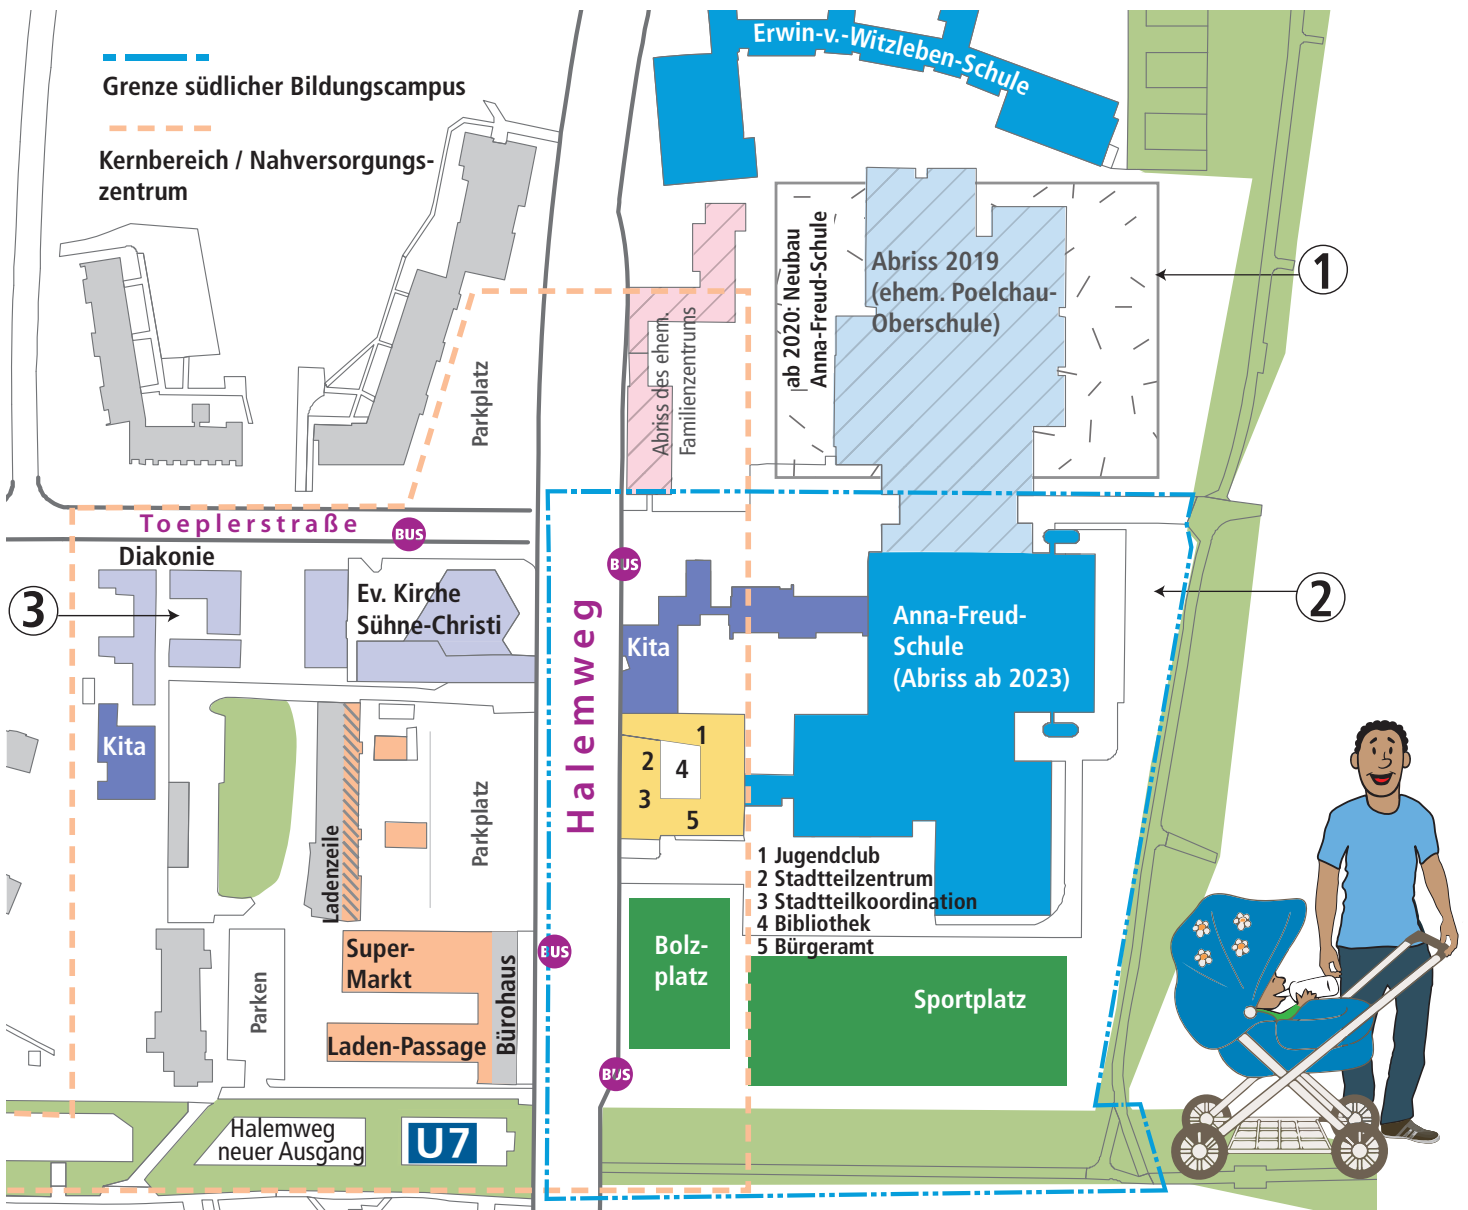 Erwin-v.-Witzleben-Schule
Grenze südlicher Bildungscampus
Kernbereich / Nahversorgungs-
zentrum
ab 2020: Neubau
Anna-Freud-Schule
Abriss 2019
(ehem. Poelchau-
Oberschule)
1
Abriss des ehem.
Familienzentrums
Parkplatz
Toeplerstraße
BUS
Diakonie
3
Ev. Kirche
Sühne-Christi
BUS
Halemweg
Kita
Anna-Freud-
Schule
(Abriss ab 2023)
2
Kita
1
2
4
3
5
Ladenzeile
Parkplatz
1 Jugendclub
2 Stadtteilzentrum
3 Stadtteilkoordination
4 Bibliothek
5 Bürgeramt
Super-
Markt
Bürohaus
BUS
Bolz-
platz
Sportplatz
Parken
Laden-Passage
BUS
Halemweg
neuer Ausgang
U7